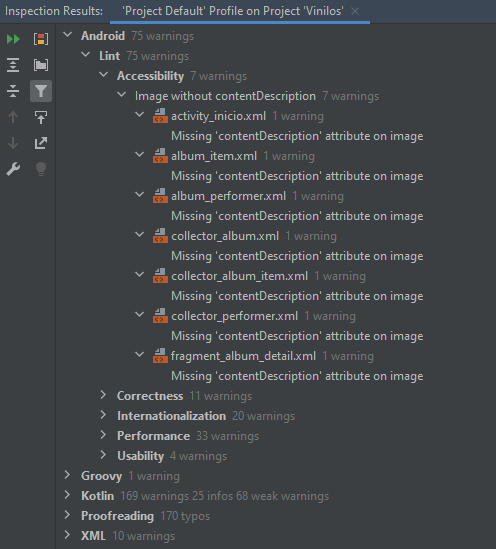 Inspection Results: 'Project Default' Profile on Project 'Vinilos'
Android 75 warnings
Lint 75 warnings
Accessibility 7 warnings
Image without contentDescription 7 warnings
activity_inicio.xml 1 warning
Missing 'contentDescription' attribute on image
album_item.xml 1 warning
Missing 'contentDescription' attribute on image
album_performer.xml 1 warning
Missing 'contentDescription' attribute on image
collector_album.xml 1 warning
Missing 'contentDescription' attribute on image
collector_album_item.xml 1 warning
Missing 'contentDescription' attribute on image
collector_performer.xml 1 warning
Missing 'contentDescription' attribute on image
fragment_album_detail.xml 1 warning
Missing 'contentDescription' attribute on image
Correctness 11 warnings
Internationalization 20 warnings
Performance 33 warnings
Usability 4 warnings
Groovy 1 warning
Kotlin 169 warnings 25 infos 68 weak warnings
Proofreading 170 typos
XML 10 warnings